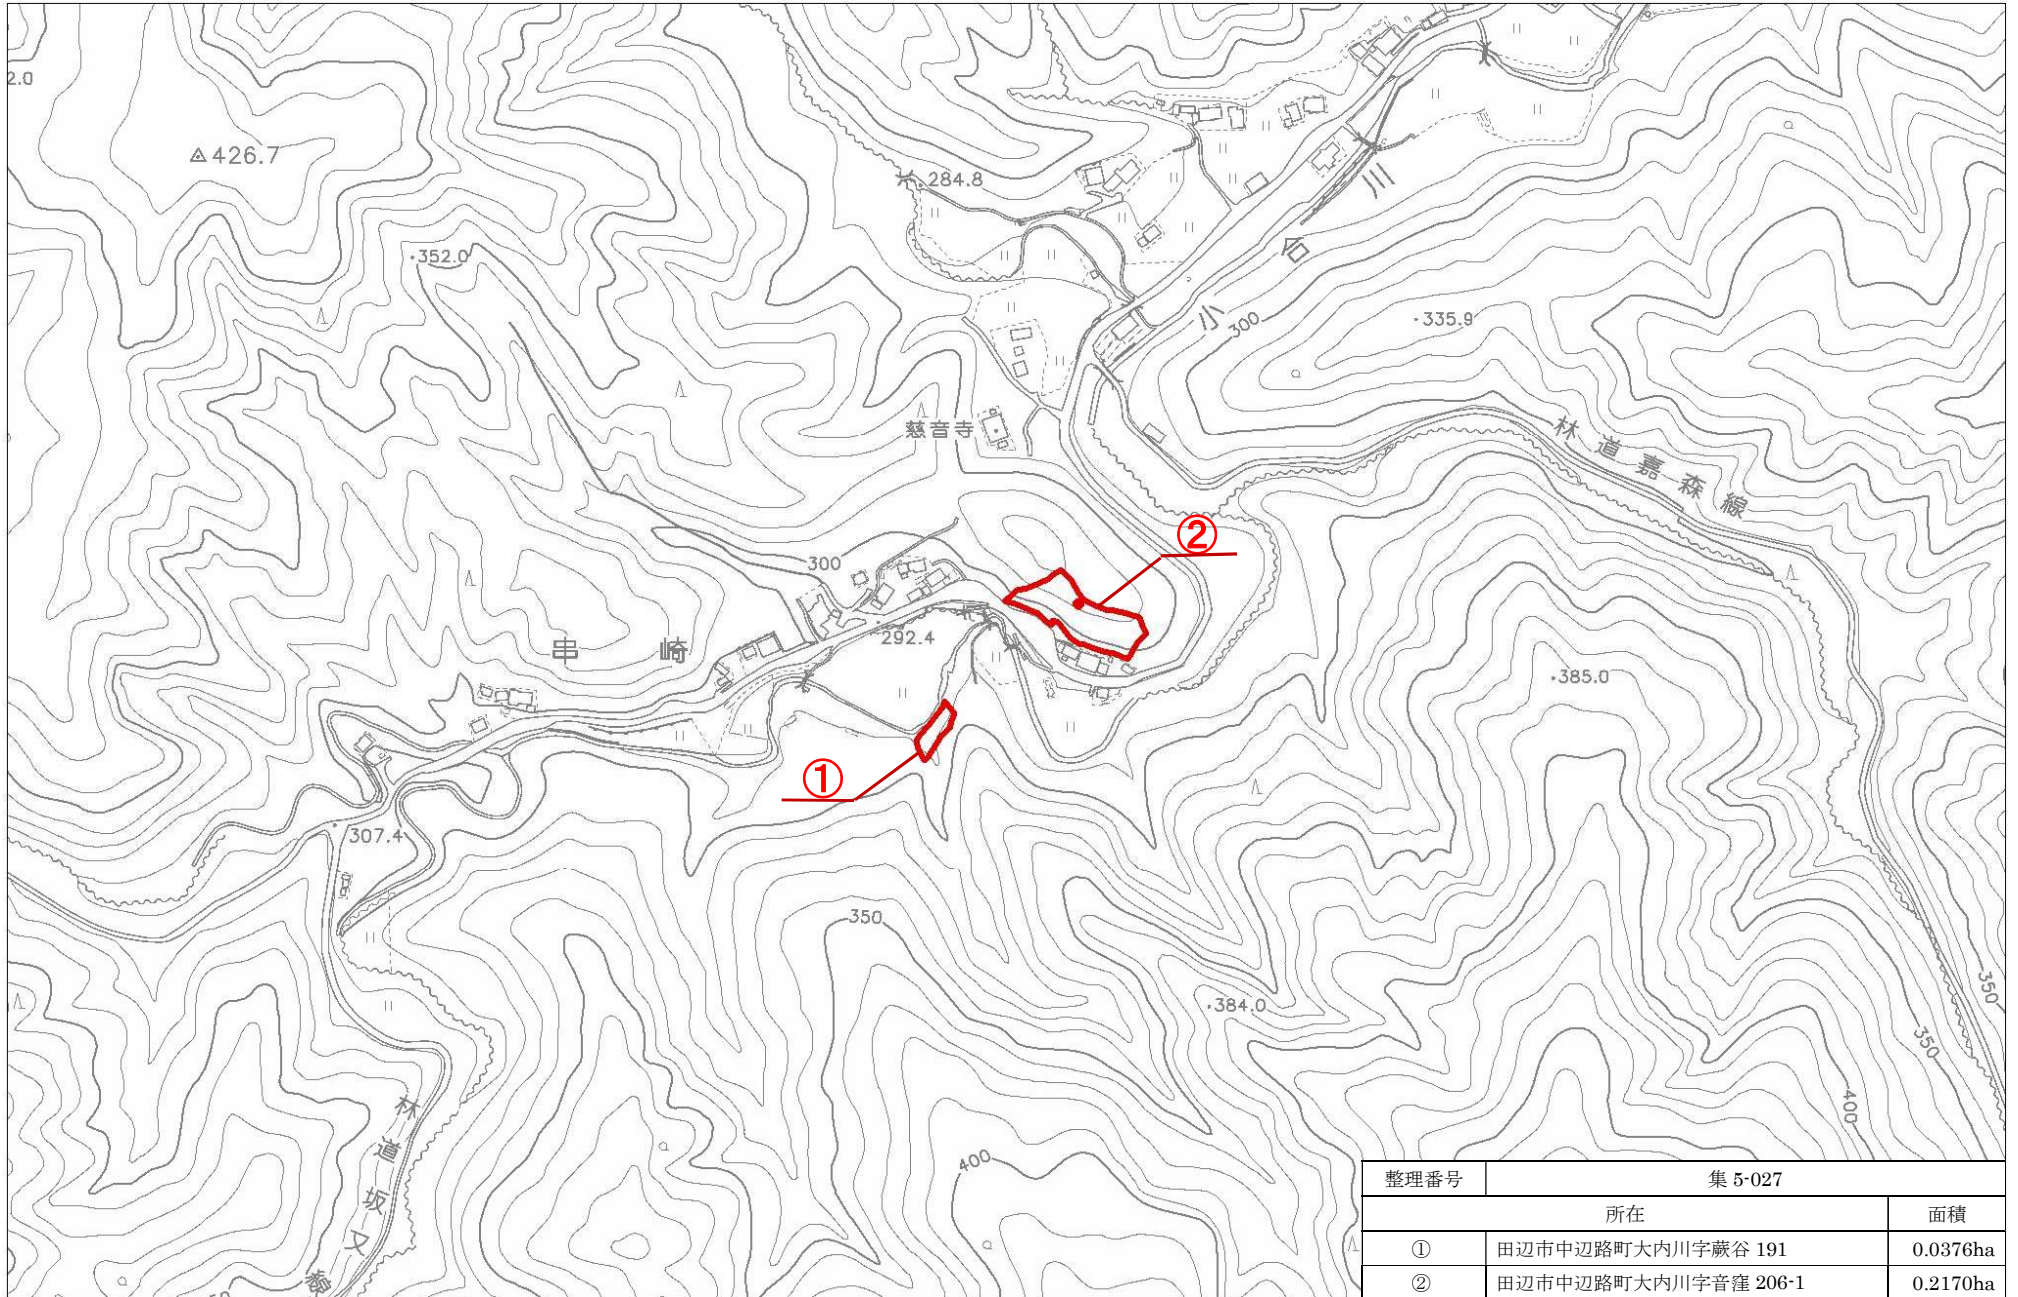 2.0
426.7
284.8
352.0
小合川
300
335.9
慈音寺
林道嘉森線
②
300
292.4
串崎
385.0
①
307.4
350
384.0
350
350
400
400
林道坂又線
整理番号 集 5-027
所在 面積
① 田辺市中辺路町大内川字蕨谷 191 0.0376ha
② 田辺市中辺路町大内川字音窪 206-1 0.2170ha